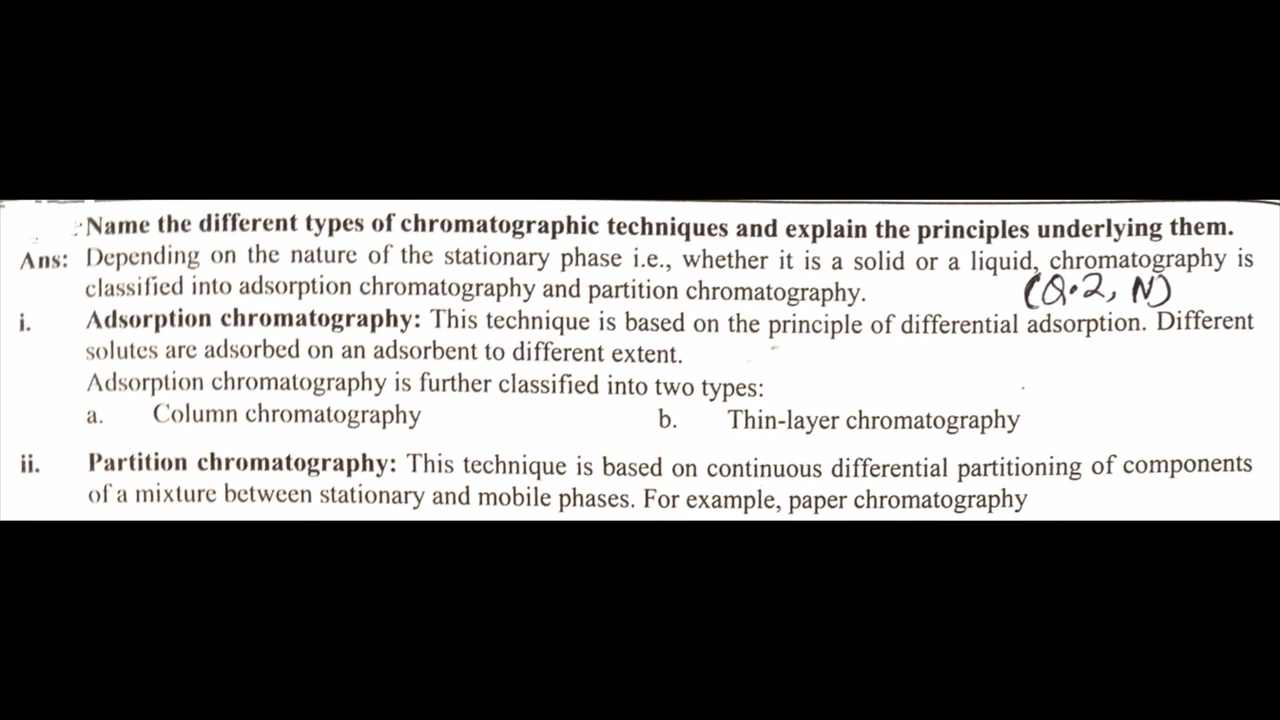 Name the different types of chromatographic techniques and explain the principles underlying them.
Ans: Depending on the nature of the stationary phase i.e., whether it is a solid or a liquid, chromatography is
classified into adsorption chromatography and partition chromatography. (Q.2, N)
i. Adsorption chromatography: This technique is based on the principle of differential adsorption. Different
solutes are adsorbed on an adsorbent to different extent.
Adsorption chromatography is further classified into two types:
a. Column chromatography b. Thin-layer chromatography
ii. Partition chromatography: This technique is based on continuous differential partitioning of components
of a mixture between stationary and mobile phases. For example, paper chromatography